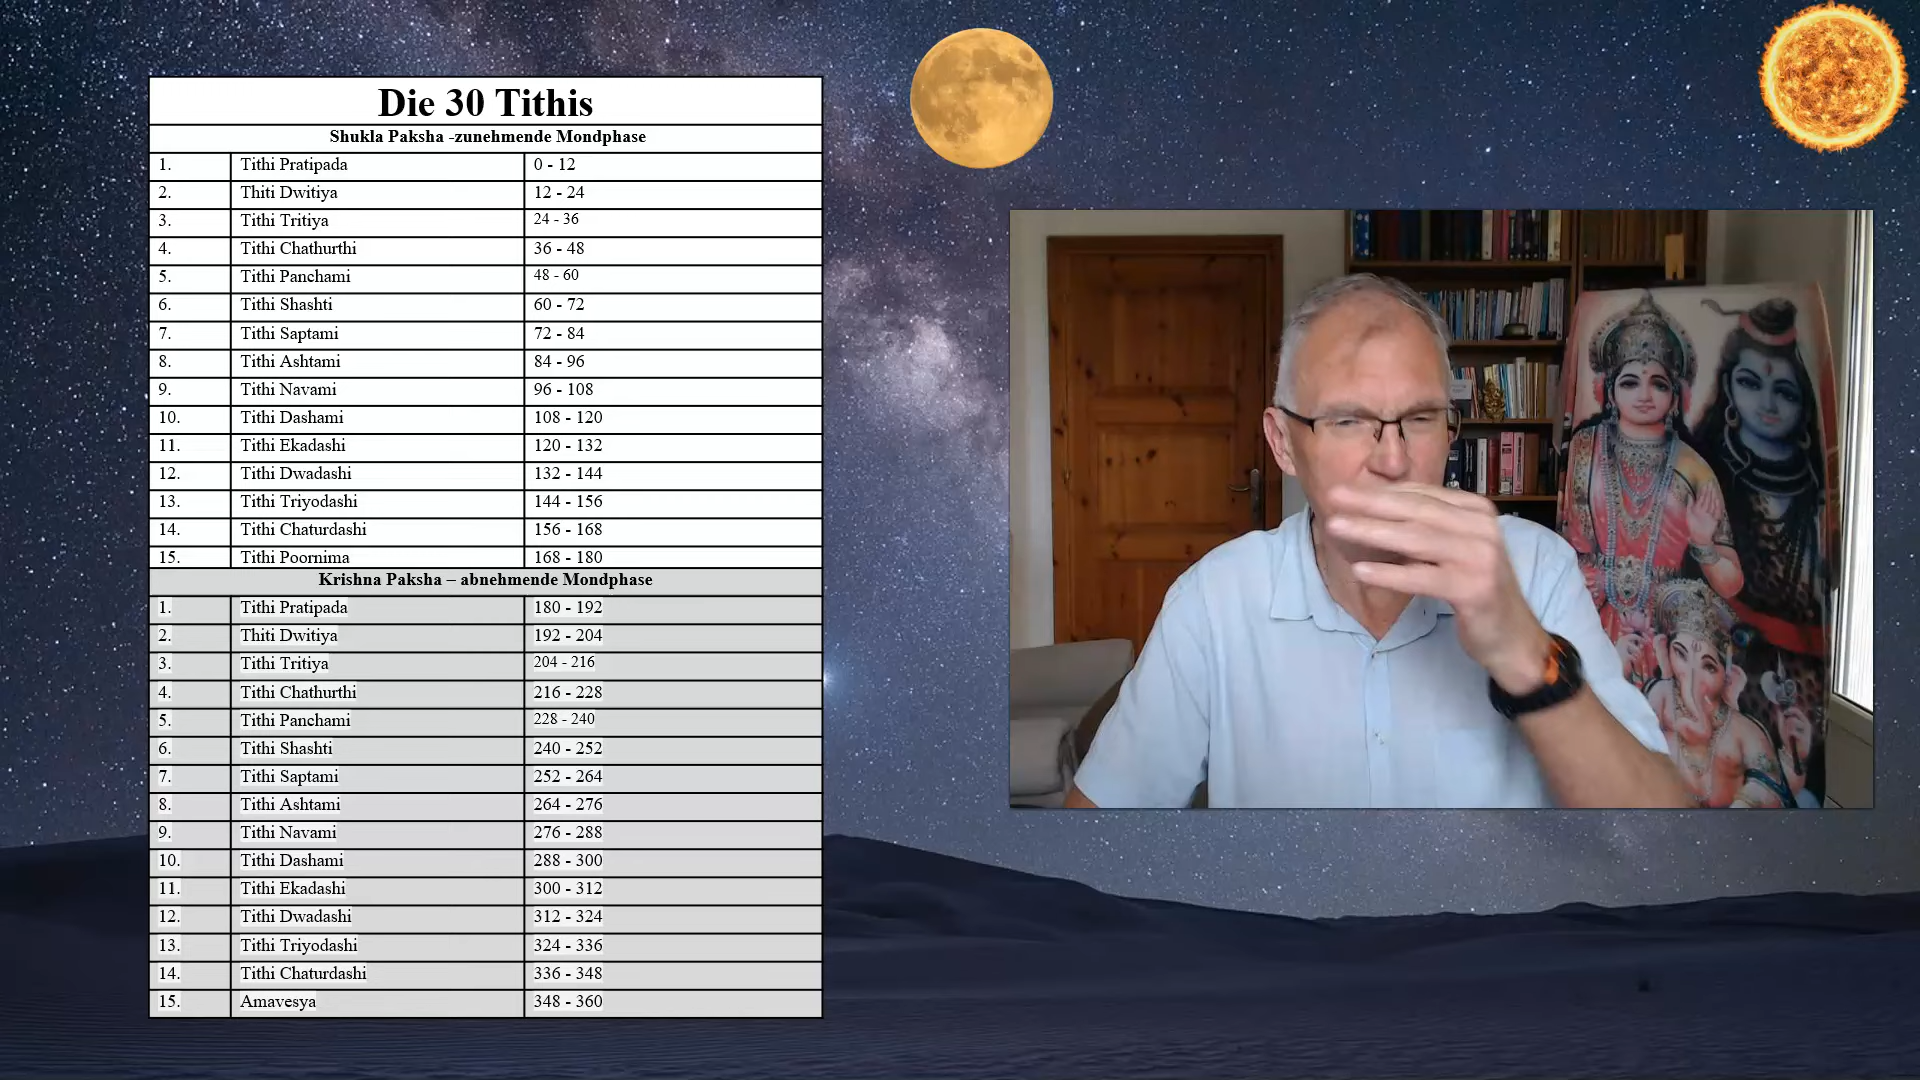 Die 30 Tithis
Shukla Paksha -zunehmende Mondphase
1. Tithi Pratipada 0 - 12
2. Thiti Dwitiya 12 - 24
3. Tithi Tritiya 24 - 36
4. Tithi Chathurthi 36 - 48
5. Tithi Panchami 48 - 60
6. Tithi Shashti 60 - 72
7. Tithi Saptami 72 - 84
8. Tithi Ashtami 84 - 96
9. Tithi Navami 96 - 108
10. Tithi Dashami 108 - 120
11. Tithi Ekadashi 120 - 132
12. Tithi Dwadashi 132 - 144
13. Tithi Triyodashi 144 - 156
14. Tithi Chaturdashi 156 - 168
15. Tithi Poornima 168 - 180
Krishna Paksha – abnehmende Mondphase
1. Tithi Pratipada 180 - 192
2. Thiti Dwitiya 192 - 204
3. Tithi Tritiya 204 - 216
4. Tithi Chathurthi 216 - 228
5. Tithi Panchami 228 - 240
6. Tithi Shashti 240 - 252
7. Tithi Saptami 252 - 264
8. Tithi Ashtami 264 - 276
9. Tithi Navami 276 - 288
10. Tithi Dashami 288 - 300
11. Tithi Ekadashi 300 - 312
12. Tithi Dwadashi 312 - 324
13. Tithi Triyodashi 324 - 336
14. Tithi Chaturdashi 336 - 348
15. Amavesya 348 - 360